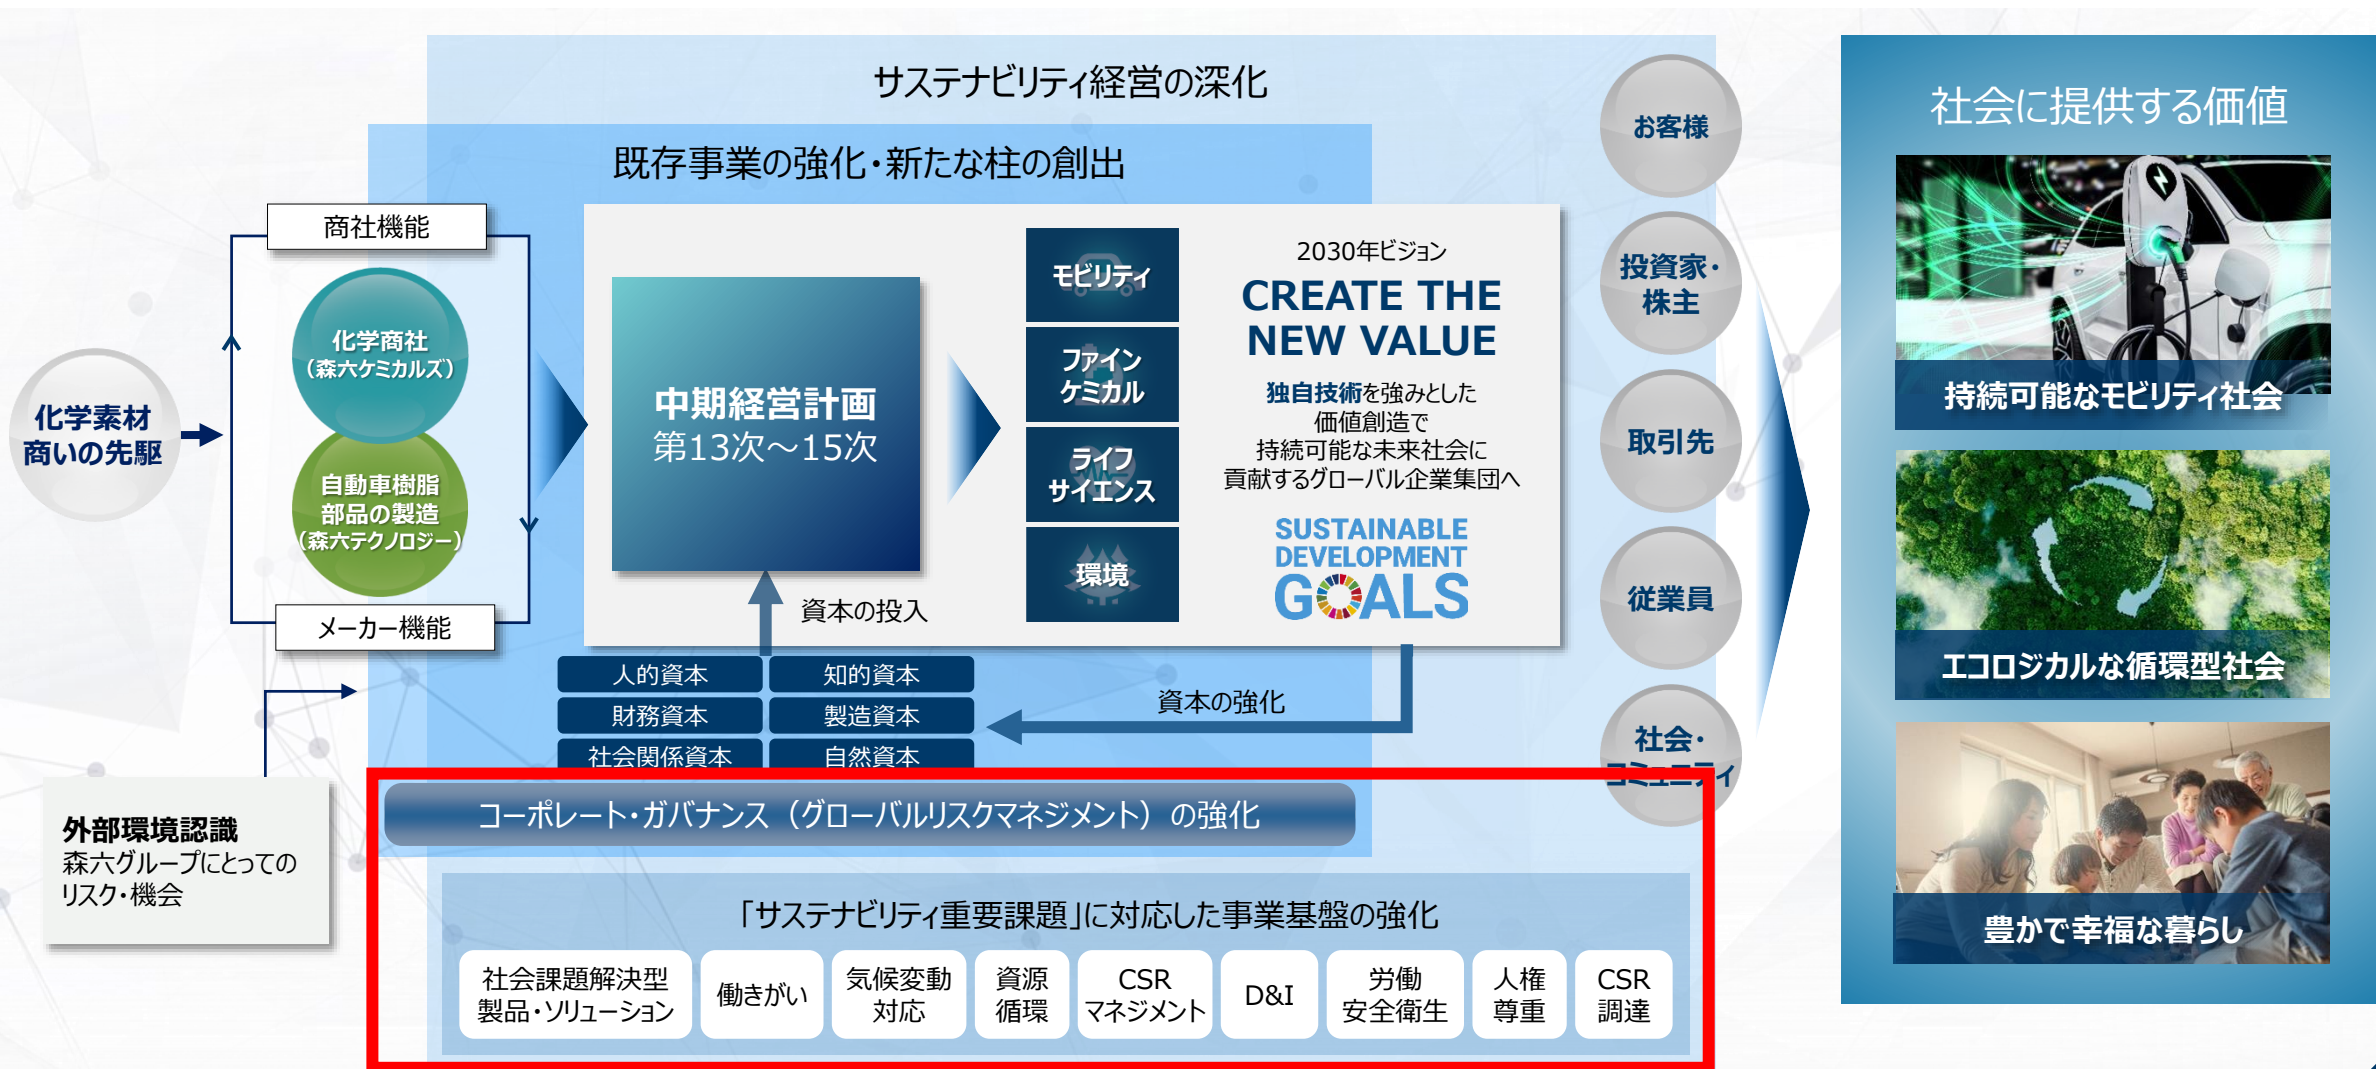 サステナビリティ経営の深化
既存事業の強化・新たな柱の創出
商社機能
化学商社
（森六ケミカルズ）
自動車樹脂
部品の製造
（森六テクノロジー）
メーカー機能
化学素材
商いの先駆
外部環境認識
森六グループにとっての
リスク・機会
中期経営計画
第13次～15次
資本の投入
モビリティ
ファイン
ケミカル
ライフ
サイエンス
環境
2030年ビジョン
CREATE THE
NEW VALUE
独自技術を強みとした
価値創造で
持続可能な未来社会に
貢献するグローバル企業集団へ
SUSTAINABLE
DEVELOPMENT
GOALS
人的資本
知的資本
財務資本
製造資本
社会関係資本
自然資本
資本の強化
コーポレート・ガバナンス（グローバルリスクマネジメント）の強化
「サステナビリティ重要課題」に対応した事業基盤の強化
社会課題解決型
製品・ソリューション
働きがい
気候変動
対応
資源
循環
CSR
マネジメント
D&I
労働
安全衛生
人権
尊重
CSR
調達
お客様
投資家・
株主
取引先
従業員
社会・
コミュニティ
社会に提供する価値
持続可能なモビリティ社会
エコロジカルな循環型社会
豊かで幸福な暮らし